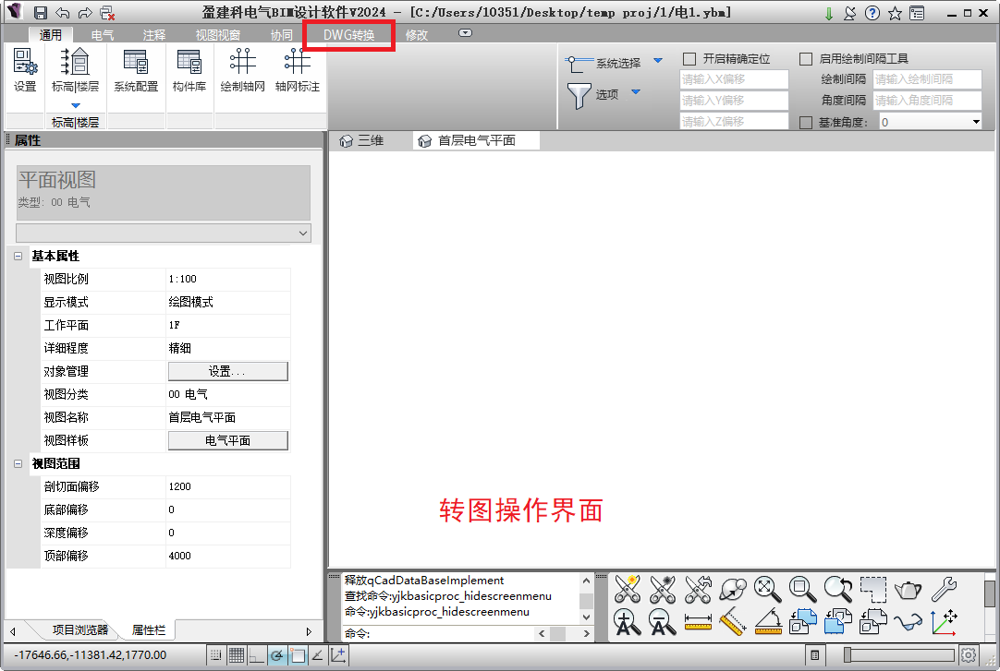 盈建科电气BIM设计软件V2024 - [C:/Users/10351/Desktop/temp proj/1/电1.ybm]
通用 电气 注释 视图视窗 协同 DWG转换 修改
设置 标高|楼层 系统配置 构件库 绘制轴网 轴网标注
标高|楼层
系统选择 开启精确定位 启用绘制间隔工具
请输入X偏移 绘制间隔 请输入绘制间隔
选项 请输入Y偏移 角度间隔 请输入角度间隔
请输入Z偏移 基准角度: 0
属性 三维 首层电气平面
平面视图
类型: 00 电气
基本属性
视图比例 1:100
显示模式 绘图模式
工作平面 1F
详细程度 精细
对象管理 设置...
视图分类 00 电气
视图名称 首层电气平面
视图样板 电气平面
视图范围
剖切面偏移 1200
底部偏移 0
深度偏移 0
顶部偏移 4000
转图操作界面
释放qCadDataBaseImplement
查找命令:yjkbasicproc_hidescreenmenu
命令:yjkbasicproc_hidescreenmenu
命令:
项目浏览器 属性栏
-17646.66,-11381.42,1770.00